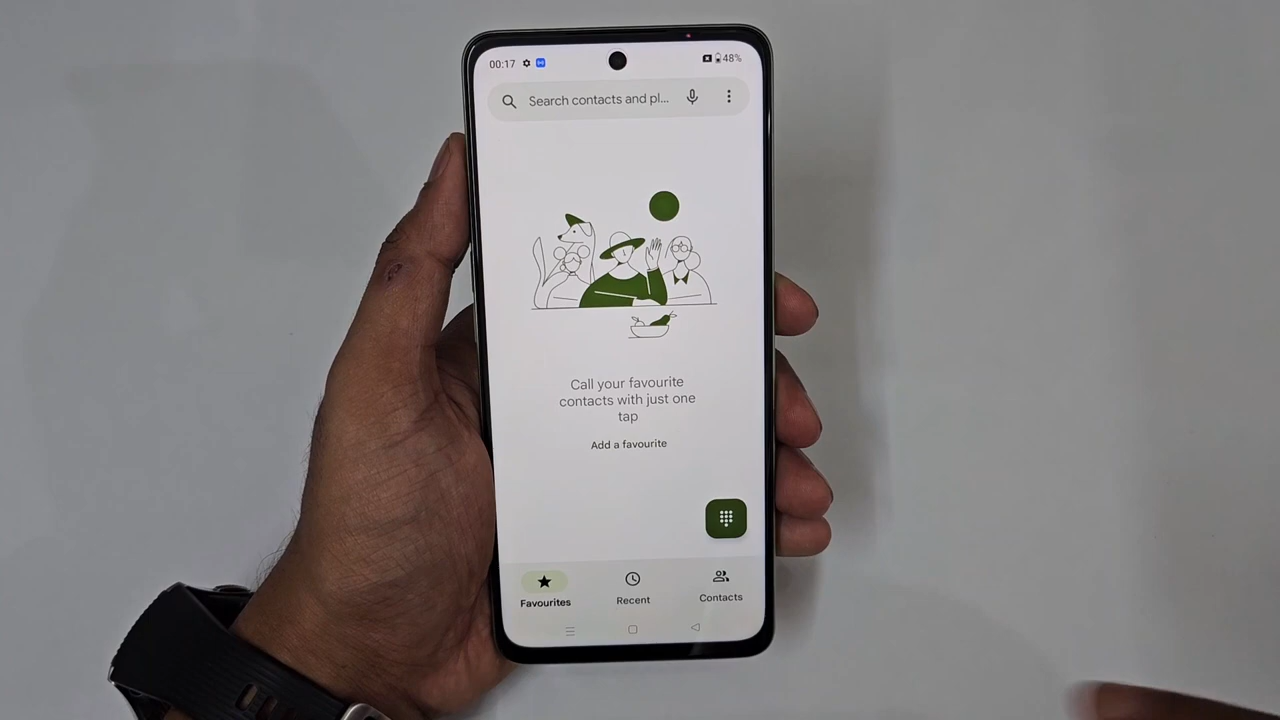 00:17
48%
Search contacts and pl...
Call your favourite
contacts with just one
tap
Add a favourite
Favourites
Recent
Contacts